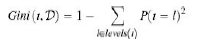 Gini (t, D) = 1 - ∑ P(t = l)²
l∈levels(t)